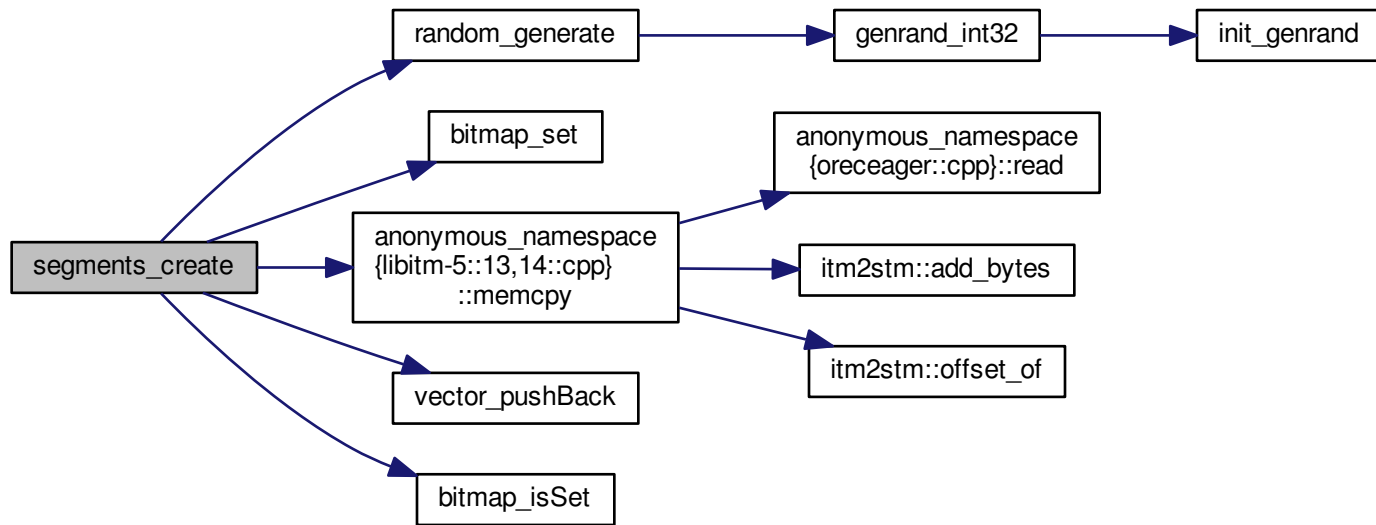 random_generate
genrand_int32
init_genrand
bitmap_set
anonymous_namespace
{oreceager::cpp}::read
segments_create
anonymous_namespace
{libitm-5::13,14::cpp}
::memcpy
itm2stm::add_bytes
itm2stm::offset_of
vector_pushBack
bitmap_isSet